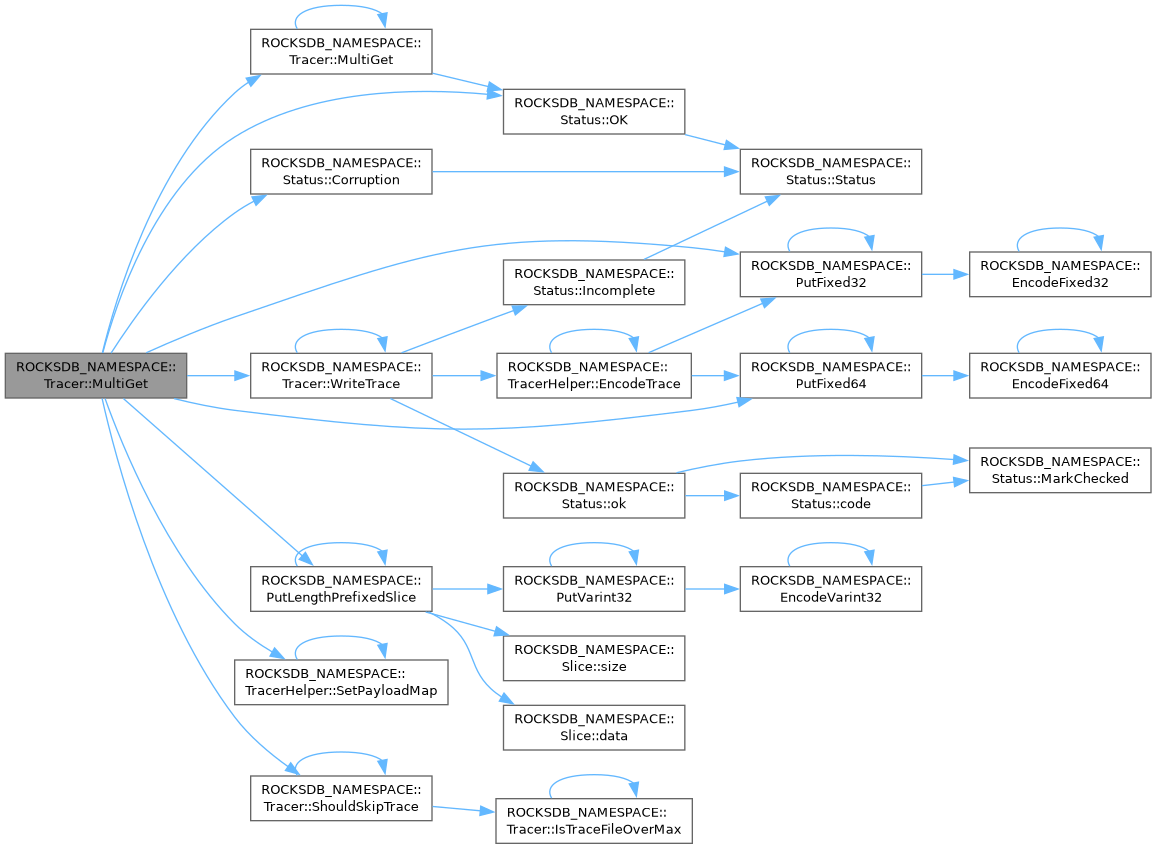 ROCKSDB_NAMESPACE::
Tracer::MultiGet
ROCKSDB_NAMESPACE::
Status::OK
ROCKSDB_NAMESPACE::
Status::Corruption
ROCKSDB_NAMESPACE::
Status::Status
ROCKSDB_NAMESPACE::
PutFixed32
ROCKSDB_NAMESPACE::
EncodeFixed32
ROCKSDB_NAMESPACE::
Status::Incomplete
ROCKSDB_NAMESPACE::
Tracer::MultiGet
ROCKSDB_NAMESPACE::
Tracer::WriteTrace
ROCKSDB_NAMESPACE::
TracerHelper::EncodeTrace
ROCKSDB_NAMESPACE::
PutFixed64
ROCKSDB_NAMESPACE::
EncodeFixed64
ROCKSDB_NAMESPACE::
Status::MarkChecked
ROCKSDB_NAMESPACE::
Status::ok
ROCKSDB_NAMESPACE::
Status::code
ROCKSDB_NAMESPACE::
PutLengthPrefixedSlice
ROCKSDB_NAMESPACE::
PutVarint32
ROCKSDB_NAMESPACE::
EncodeVarint32
ROCKSDB_NAMESPACE::
Slice::size
ROCKSDB_NAMESPACE::
TracerHelper::SetPayloadMap
ROCKSDB_NAMESPACE::
Slice::data
ROCKSDB_NAMESPACE::
Tracer::ShouldSkipTrace
ROCKSDB_NAMESPACE::
Tracer::IsTraceFileOverMax